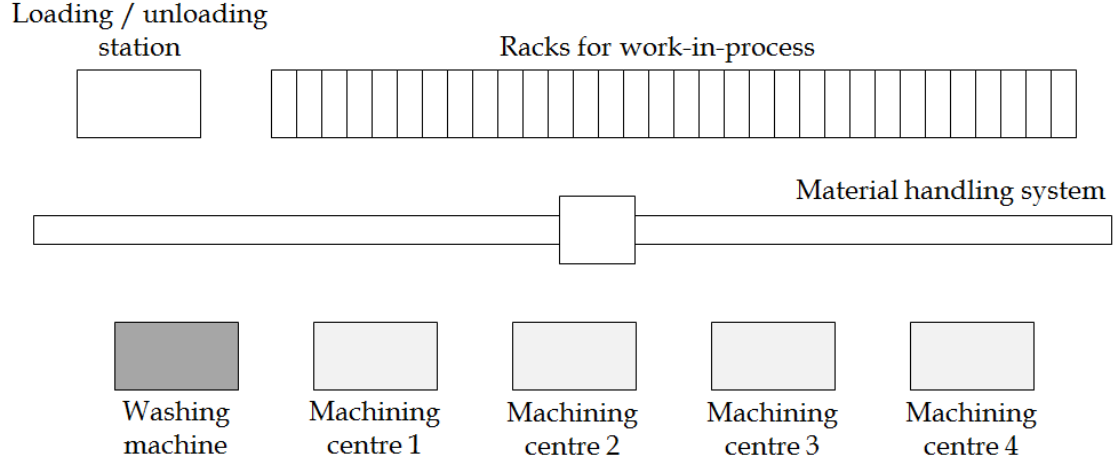 Loading / unloading
station
Racks for work-in-process
Material handling system
Washing
machine
Machining
centre 1
Machining
centre 2
Machining
centre 3
Machining
centre 4